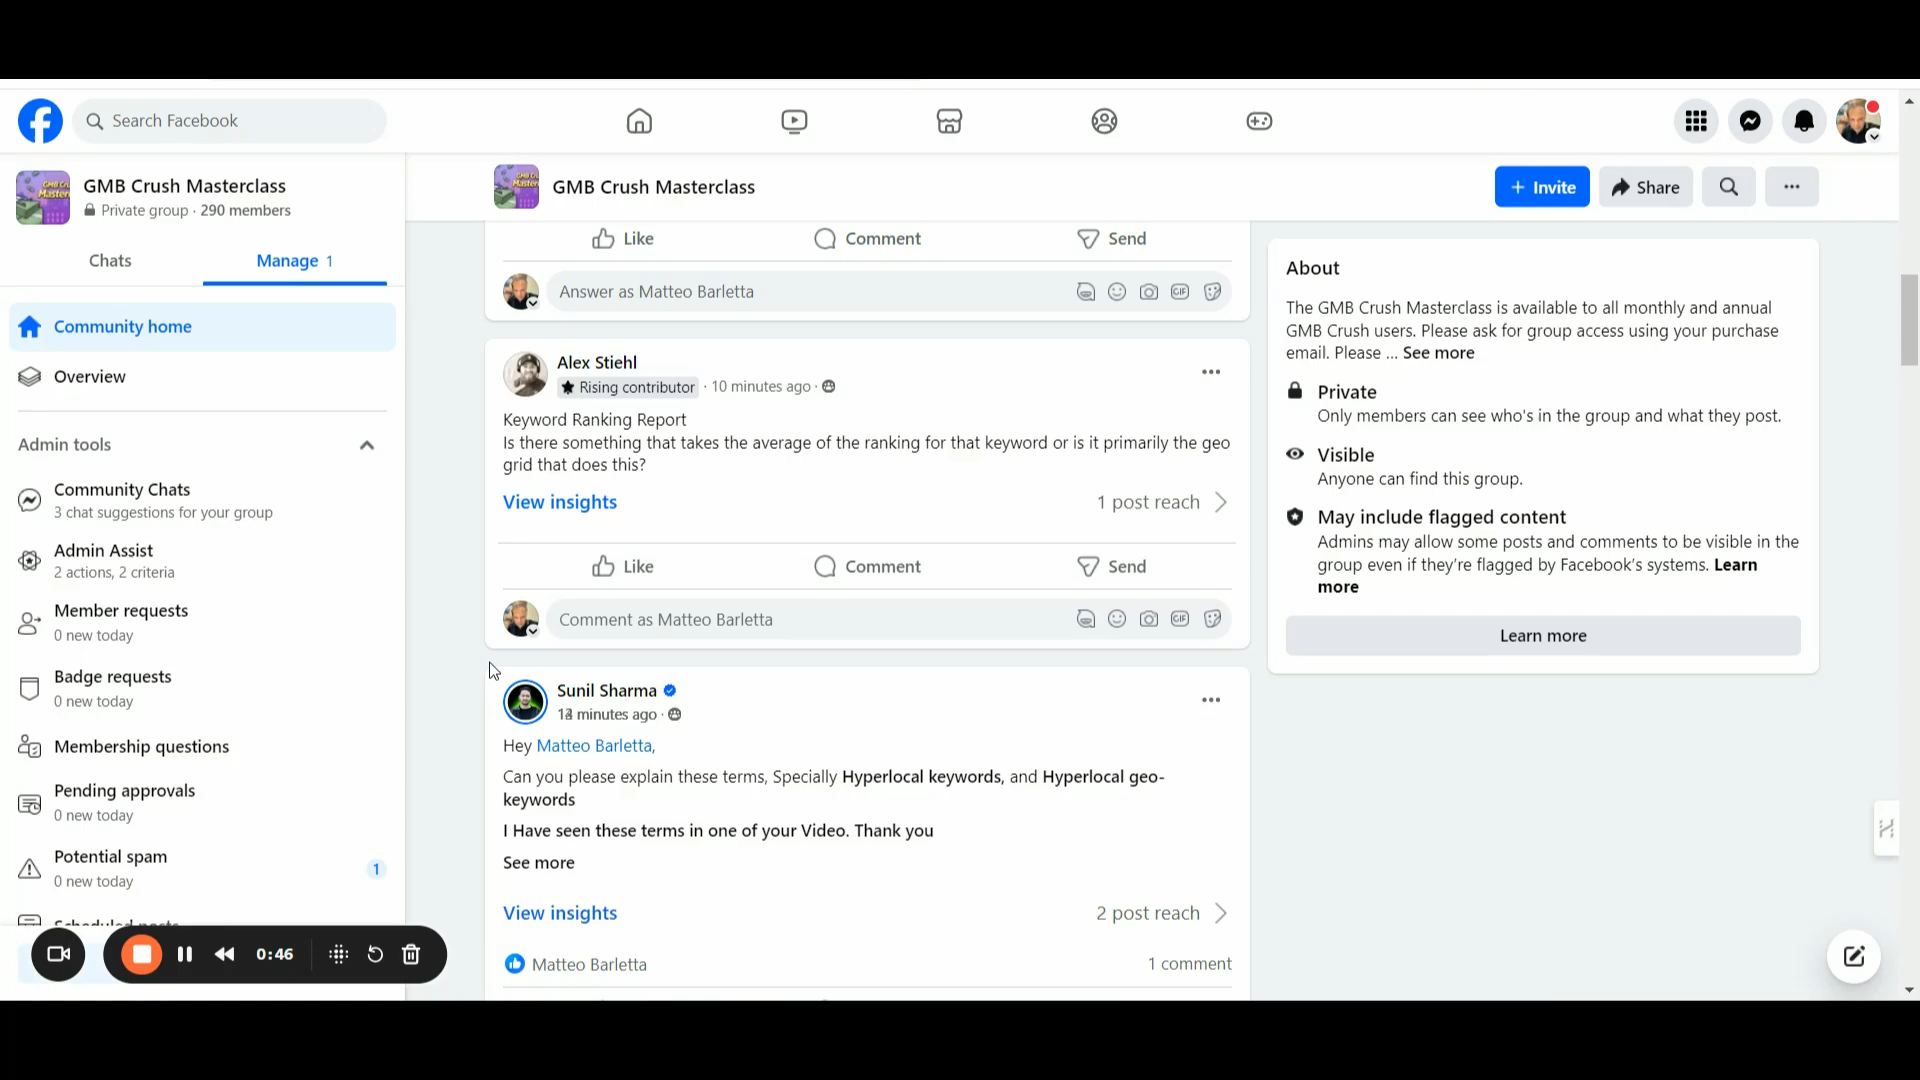 Search Facebook
GMB Crush Masterclass
Private group · 290 members
Chats
Manage 1
Community home
Overview
Admin tools
Community Chats
3 chat suggestions for your group
Admin Assist
2 actions, 2 criteria
Member requests
0 new today
Badge requests
0 new today
Membership questions
Pending approvals
0 new today
Potential spam
0 new today
1
Scheduled posts
0:46
GMB Crush Masterclass
+ Invite
Share
Like
Comment
Send
Answer as Matteo Barletta
GIF
Alex Stiehl
Rising contributor · 10 minutes ago ·
Keyword Ranking Report
Is there something that takes the average of the ranking for that keyword or is it primarily the geo
grid that does this?
View insights
1 post reach
Like
Comment
Send
Comment as Matteo Barletta
GIF
Sunil Sharma
minutes ago ·
Hey Matteo Barletta,
Can you please explain these terms, Specially Hyperlocal keywords, and Hyperlocal geo-
keywords
I Have seen these terms in one of your Video. Thank you
See more
View insights
2 post reach
Matteo Barletta
1 comment
About
The GMB Crush Masterclass is available to all monthly and annual
GMB Crush users. Please ask for group access using your purchase
email. Please ... See more
Private
Only members can see who's in the group and what they post.
Visible
Anyone can find this group.
May include flagged content
Admins may allow some posts and comments to be visible in the
group even if they're flagged by Facebook's systems. Learn
more
Learn more